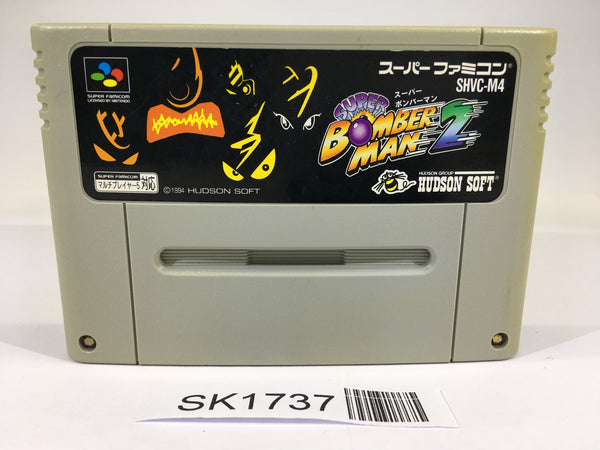 SUPER FAMICOM
LICENSED BY NINTENDO
スーパーファミコン®
SHVC-M4
スーパー
ボンバーマン
SUPER
BOMBER
MAN 2
SUPER FAMICOM
マルチプレイヤー5対応
©1994 HUDSON SOFT
HUDSON GROUP
HUDSON SOFT®
SK1737